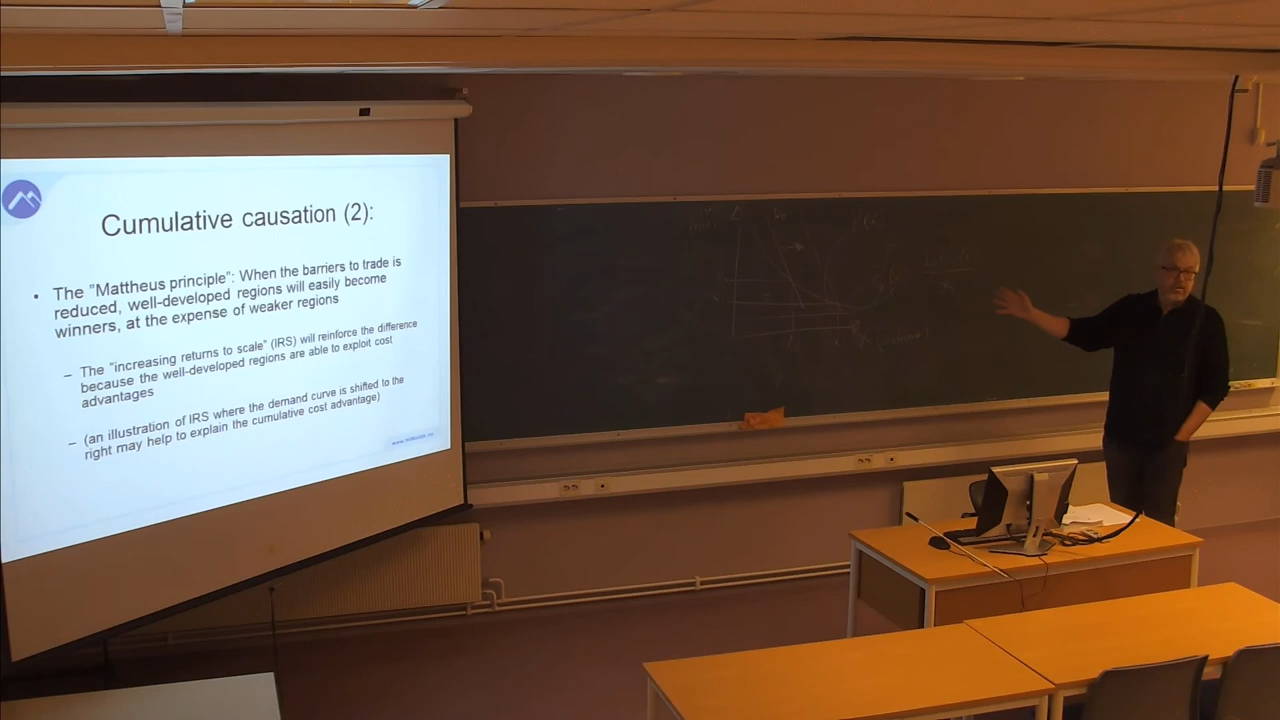 Cumulative causation (2):
• The "Mattheus principle": When the barriers to trade is
reduced, well-developed regions will easily become
winners, at the expense of weaker regions
– The "increasing returns to scale" (IRS) will reinforce the difference
because the well-developed regions are able to exploit cost
advantages
– (an illustration of IRS where the demand curve is shifted to the
right may help to explain the cumulative cost advantage)